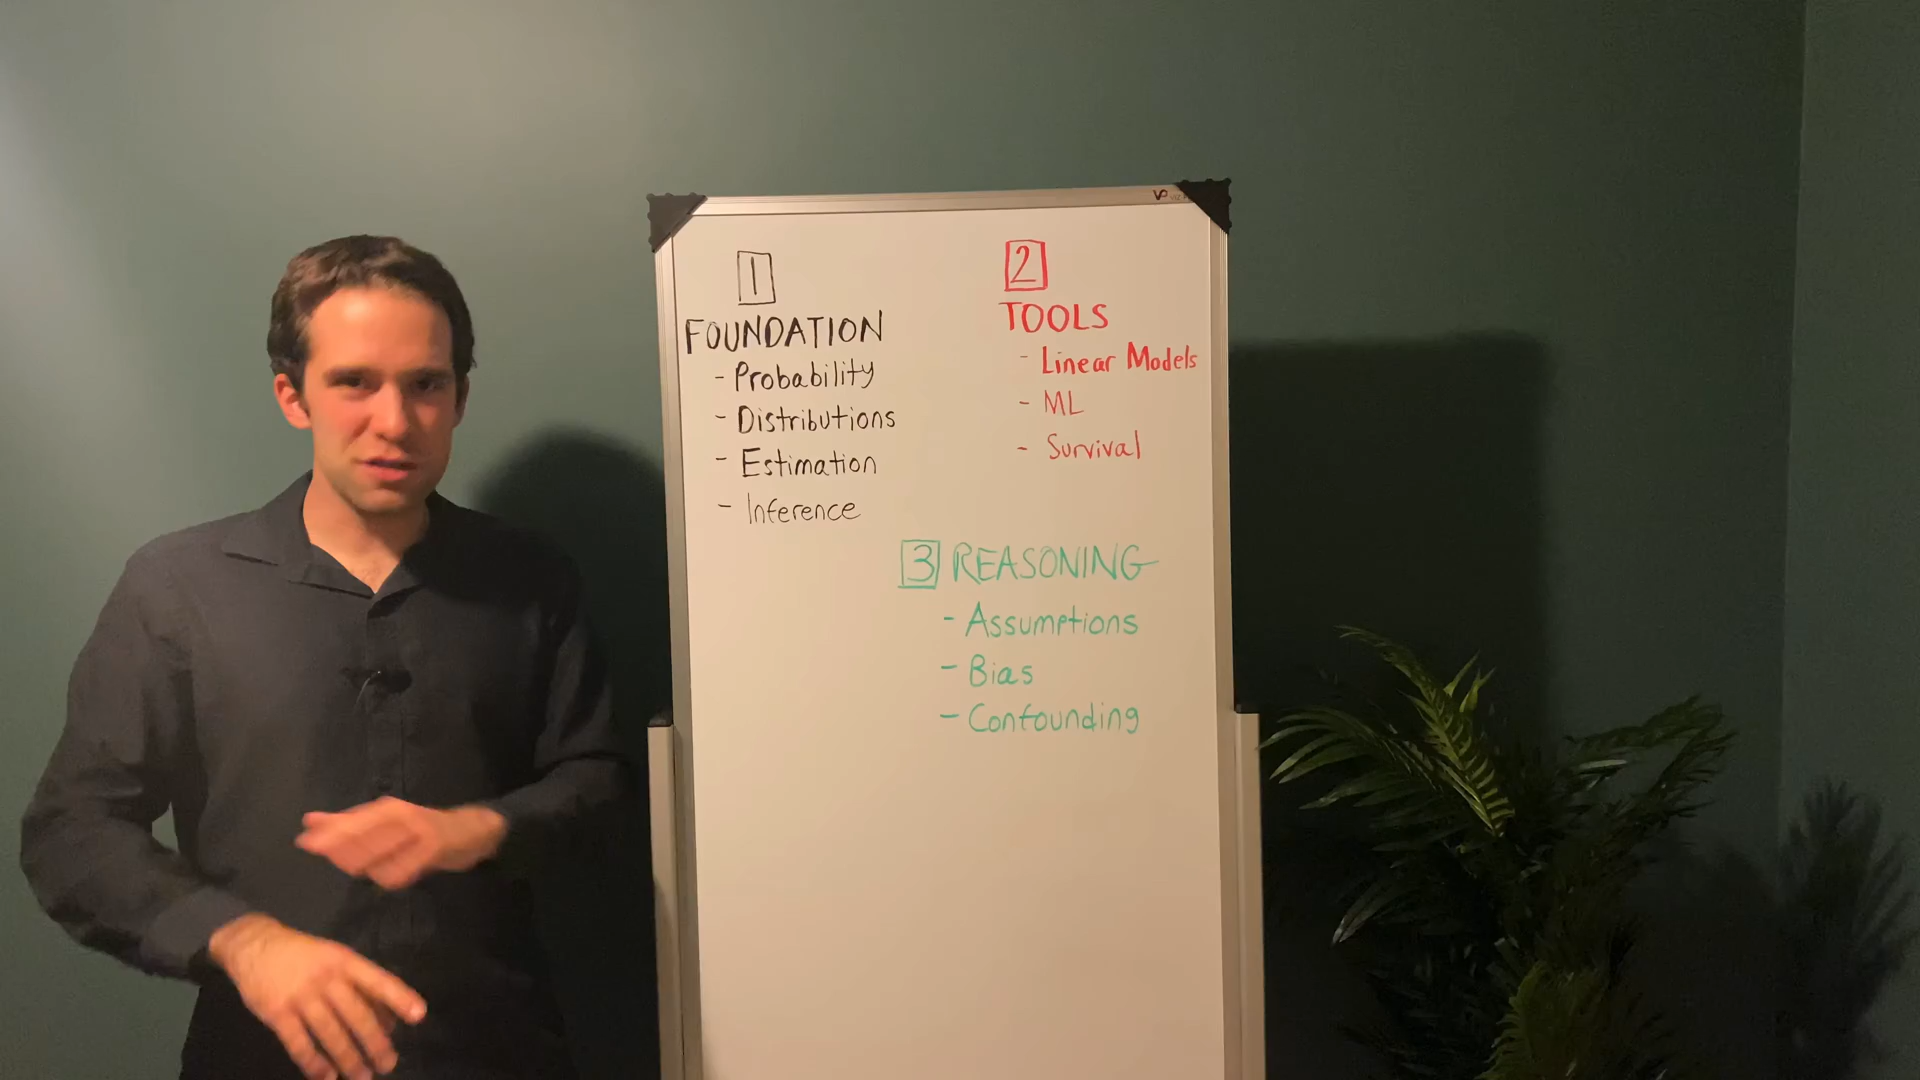 1
FOUNDATION
- Probability
- Distributions
- Estimation
- Inference
2
TOOLS
- Linear Models
- ML
- Survival
3 REASONING
- Assumptions
- Bias
- Confounding